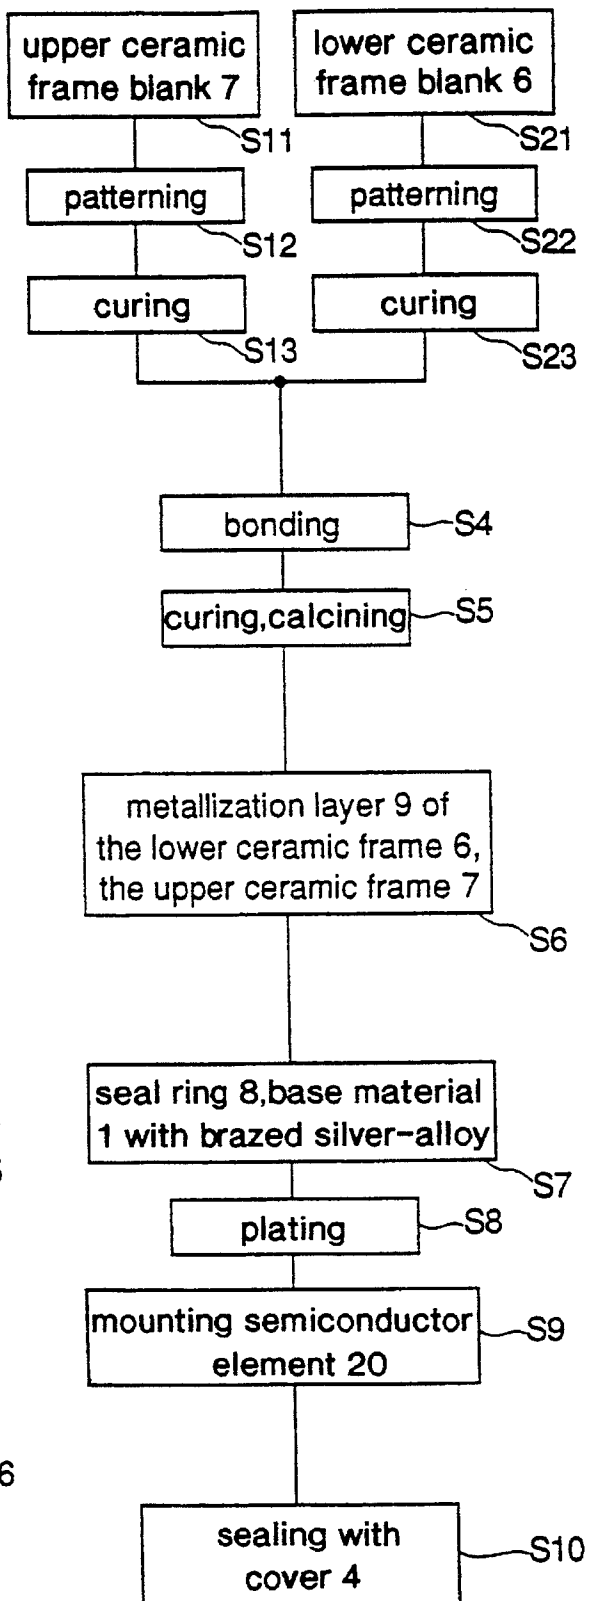 upper ceramic
frame blank 7
S11
lower ceramic
frame blank 6
S21
patterning
S12
patterning
S22
curing
S13
curing
S23
bonding
S4
curing,calcining
S5
metallization layer 9 of
the lower ceramic frame 6,
the upper ceramic frame 7
S6
seal ring 8,base material
1 with brazed silver-alloy
S7
plating
S8
mounting semiconductor
element 20
S9
6
sealing with
cover 4
S10